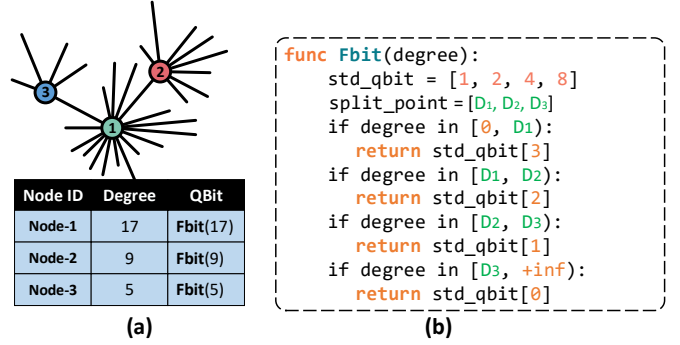 2
3
1
Node ID Degree QBit
Node-1 17 Fbit(17)
Node-2 9 Fbit(9)
Node-3 5 Fbit(5)
(a)
func Fbit(degree):
std_qbit = [1, 2, 4, 8]
split_point = [D₁, D₂, D₃]
if degree in [0, D1):
return std_qbit[3]
if degree in [D1, D2):
return std_qbit[2]
if degree in [D2, D3):
return std_qbit[1]
if degree in [D3, +inf):
return std_qbit[0]
(b)